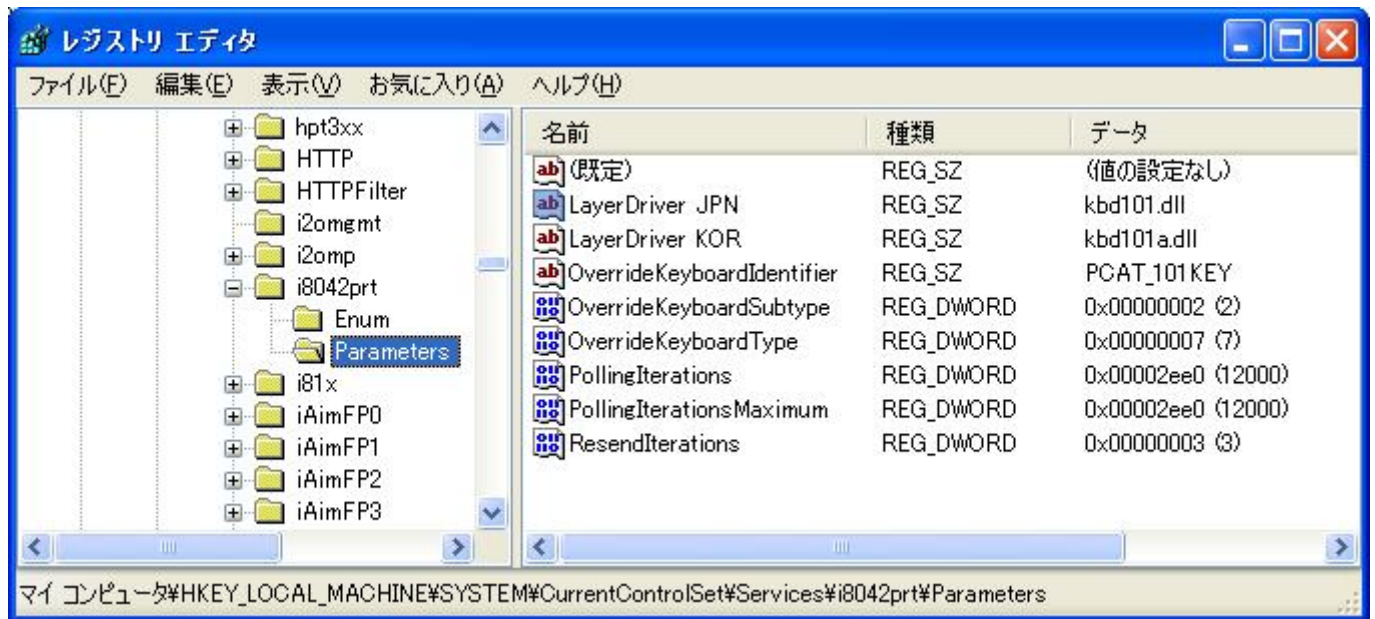 レジストリ エディタ
ファイル(F) 編集(E) 表示(V) お気に入り(A) ヘルプ(H)
hpt3xx
HTTP
HTTPFilter
i2omgmt
i2omp
i8042prt
Enum
Parameters
i81x
iAimFP0
iAimFP1
iAimFP2
iAimFP3
名前 種類 データ
(既定) REG_SZ (値の設定なし)
LayerDriver JPN REG_SZ kbd101.dll
LayerDriver KOR REG_SZ kbd101a.dll
OverrideKeyboardIdentifier REG_SZ PCAT_101KEY
OverrideKeyboardSubtype REG_DWORD 0x00000002 (2)
OverrideKeyboardType REG_DWORD 0x00000007 (7)
PollingIterations REG_DWORD 0x00002ee0 (12000)
PollingIterationsMaximum REG_DWORD 0x00002ee0 (12000)
ResendIterations REG_DWORD 0x00000003 (3)
マイ コンピュータ¥HKEY_LOCAL_MACHINE¥SYSTEM¥CurrentControlSet¥Services¥i8042prt¥Parameters